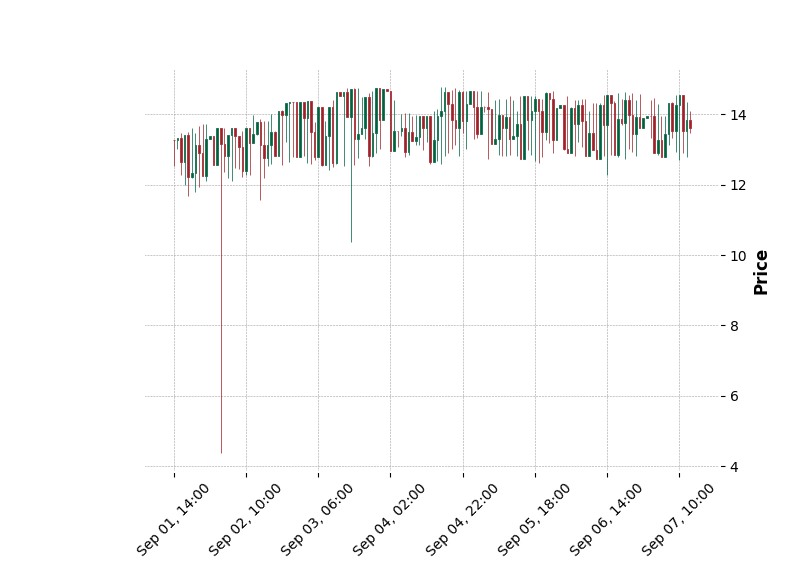 14
12
10
8
6
4
Price
Sep 01, 14:00
Sep 02, 10:00
Sep 03, 06:00
Sep 04, 02:00
Sep 04, 22:00
Sep 05, 18:00
Sep 06, 14:00
Sep 07, 10:00